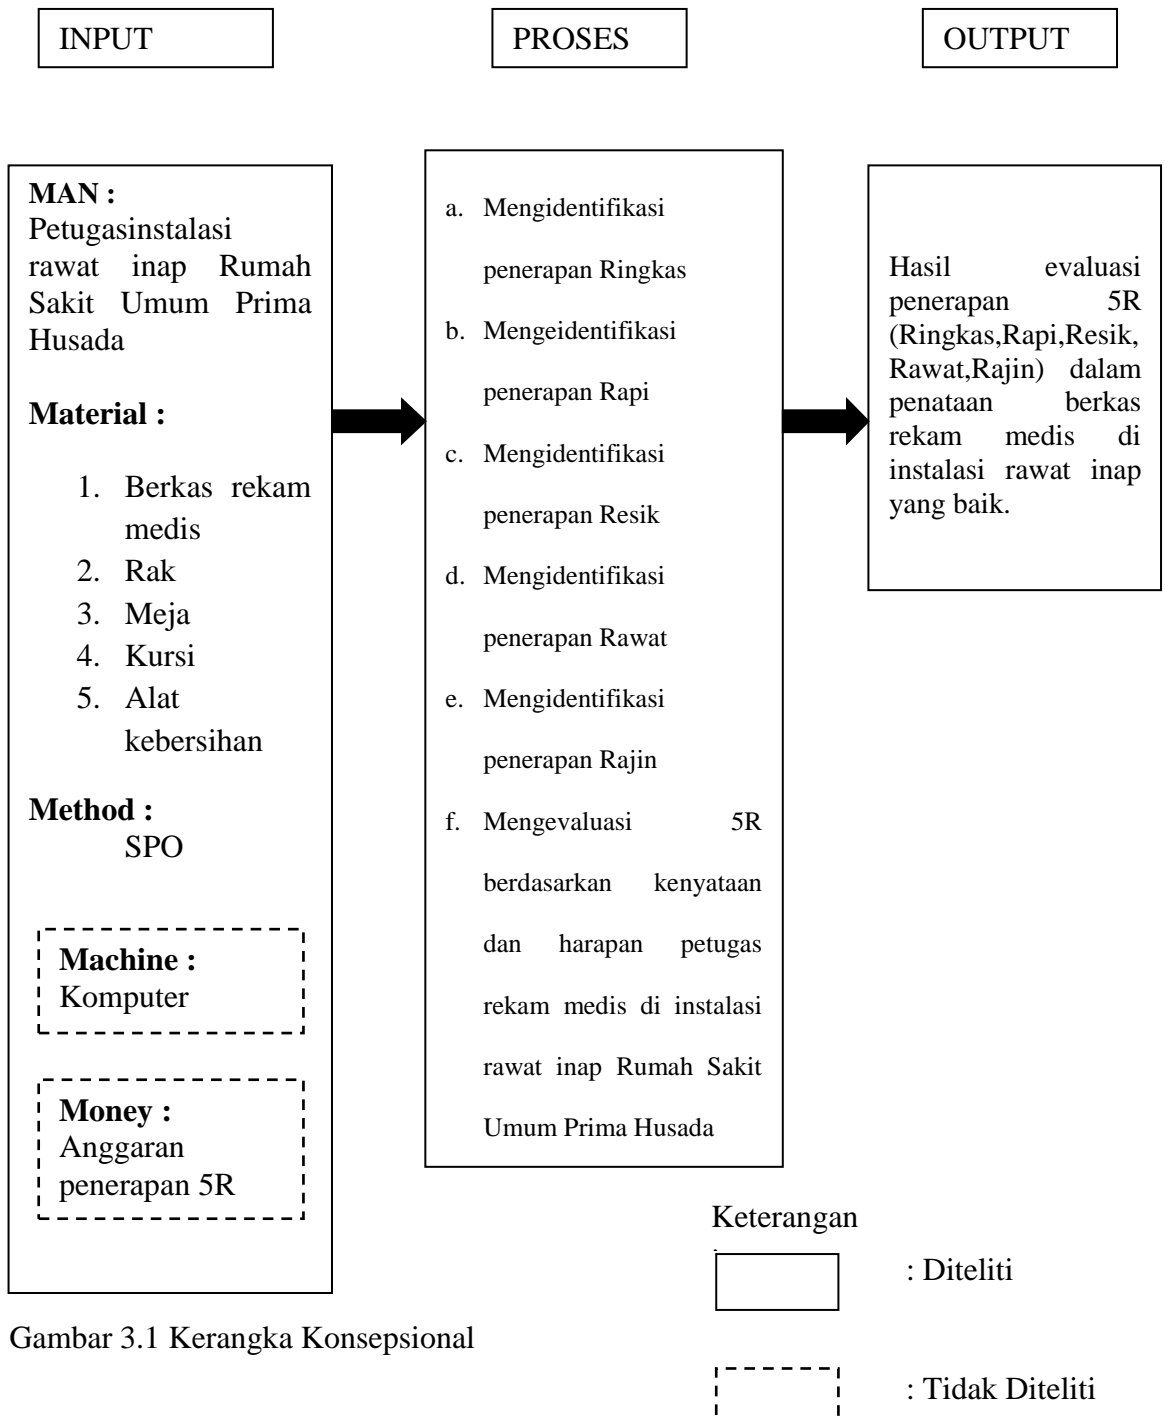 INPUT
PROSES
OUTPUT
MAN :
Petugasinstalasi
rawat inap Rumah
Sakit Umum Prima
Husada
Material :
1. Berkas rekam
medis
2. Rak
3. Meja
4. Kursi
5. Alat
kebersihan
Method :
SPO
Machine :
Komputer
Money :
Anggaran
penerapan 5R
a. Mengidentifikasi
penerapan Ringkas
b. Mengeidentifikasi
penerapan Rapi
c. Mengidentifikasi
penerapan Resik
d. Mengidentifikasi
penerapan Rawat
e. Mengidentifikasi
penerapan Rajin
f. Mengevaluasi 5R
berdasarkan kenyataan
dan harapan petugas
rekam medis di instalasi
rawat inap Rumah Sakit
Umum Prima Husada
Hasil evaluasi
penerapan 5R
(Ringkas,Rapi,Resik,
Rawat,Rajin) dalam
penataan berkas
rekam medis di
instalasi rawat inap
yang baik.
Keterangan
: Diteliti
: Tidak Diteliti
Gambar 3.1 Kerangka Konsepsional